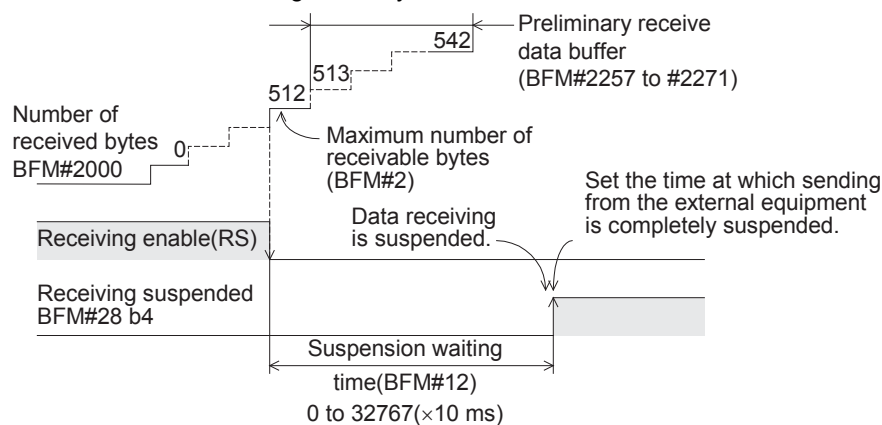 542
Preliminary receive
data buffer
(BFM#2257 to #2271)
513
512
Number of
received bytes
BFM#2000
0
Maximum number of
receivable bytes
(BFM#2)
Set the time at which sending
from the external equipment
is completely suspended.
Data receiving
is suspended.
Receiving enable(RS)
Receiving suspended
BFM#28 b4
Suspension waiting
time(BFM#12)
0 to 32767(×10 ms)